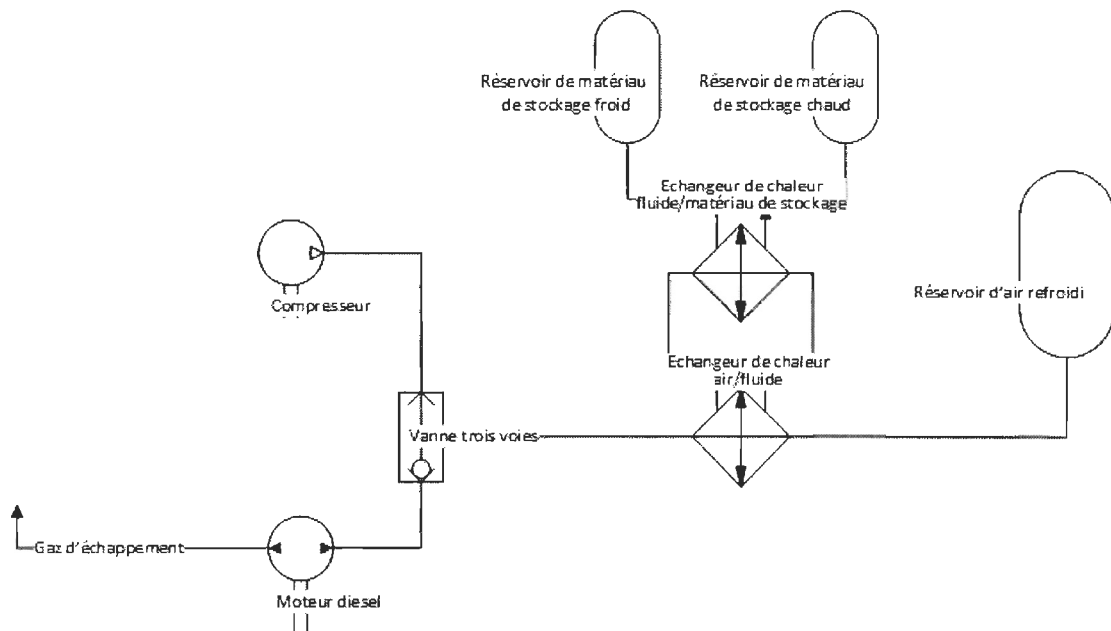 Réservoir de matériau
de stockage froid
Réservoir de matériau
de stockage chaud
Echangeur de chaleur
fluide/matériau de stockage
Compresseur
Réservoir d'air refroidi
Echangeur de chaleur
air/fluide
Vanne trois voies
Gaz d'échappement
Moteur diesel